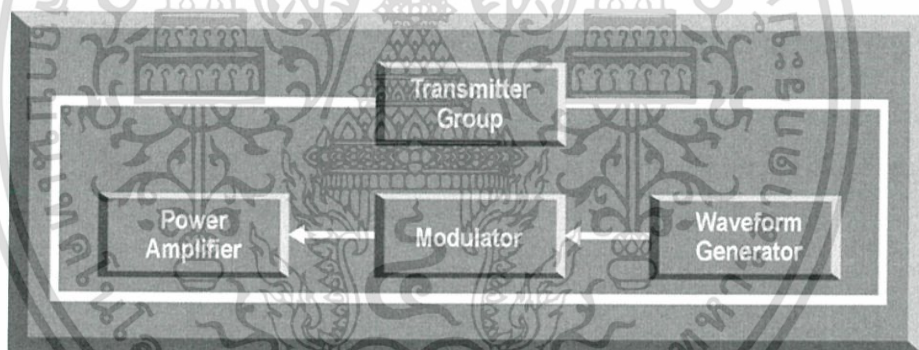 Transmitter
Group
Power
Amplifier
Modulator
Waveform
Generator